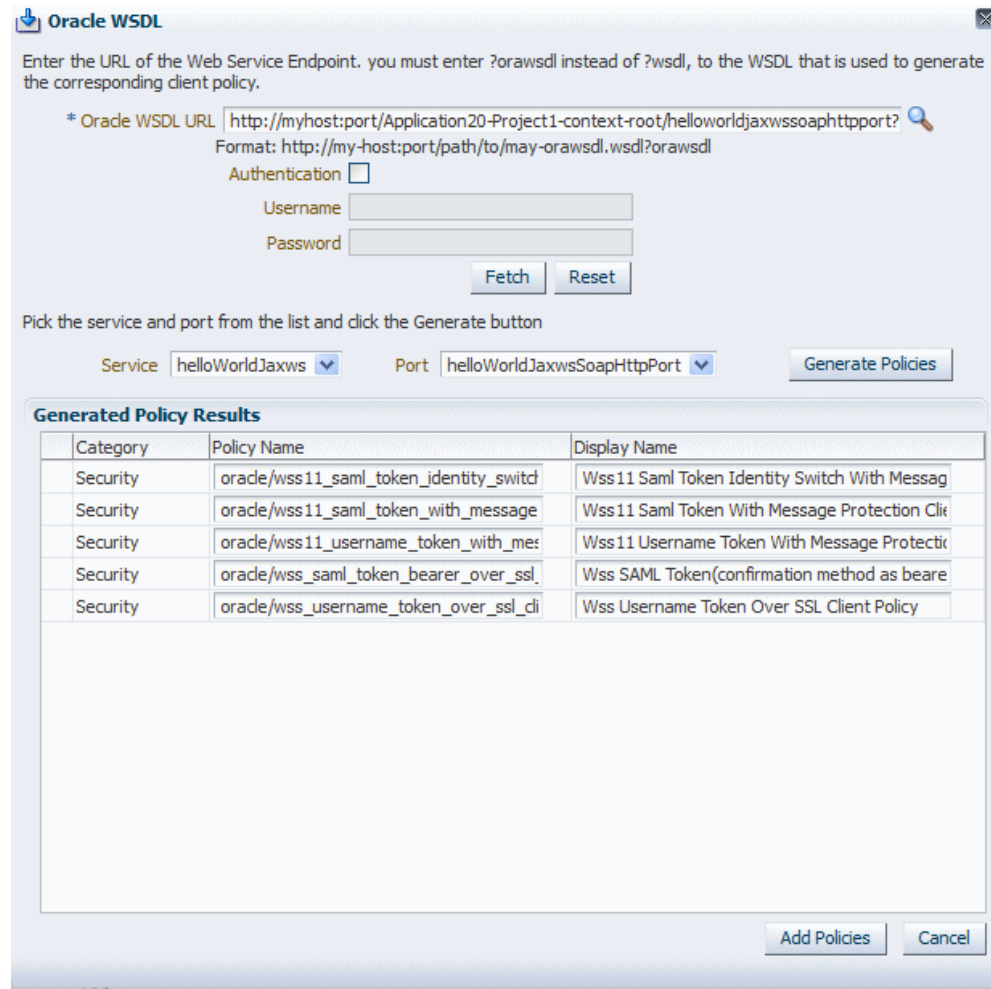 Oracle WSDL
Enter the URL of the Web Service Endpoint. you must enter ?orawsdl instead of ?wsdl, to the WSDL that is used to generate
the corresponding client policy.
* Oracle WSDL URL http://myhost:port/Application20-Project1-context-root/helloworldjaxwssoaphttpport?
Format: http://my-host:port/path/to/may-orawsdl.wsdl?orawsdl
Authentication
Username
Password
Fetch Reset
Pick the service and port from the list and click the Generate button
Service helloWorldJaxws Port helloWorldJaxwsSoapHttpPort Generate Policies
Generated Policy Results
Category Policy Name Display Name
Security oracle/wss11_saml_token_identity_switch Wss11 Saml Token Identity Switch With Messag
Security oracle/wss11_saml_token_with_message Wss11 Saml Token With Message Protection Clie
Security oracle/wss11_username_token_with_mes Wss11 Username Token With Message Protectic
Security oracle/wss_saml_token_bearer_over_ssl_ Wss SAML Token(confirmation method as beare
Security oracle/wss_username_token_over_ssl_cli Wss Username Token Over SSL Client Policy
Add Policies Cancel